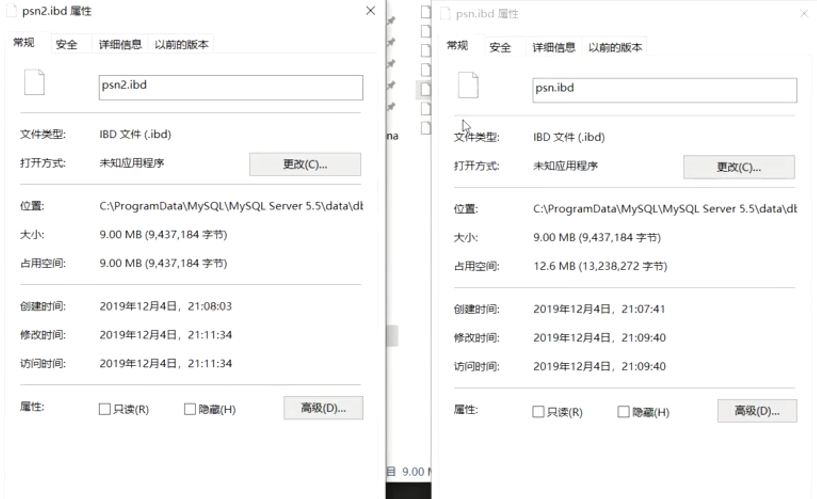 psn2.ibd 属性
常规 安全 详细信息 以前的版本
psn2.ibd
文件类型: IBD 文件 (.ibd)
打开方式: 未知应用程序 更改(C)...
位置: C:\ProgramData\MySQL\MySQL Server 5.5\data\db
大小: 9.00 MB (9,437,184 字节)
占用空间: 9.00 MB (9,437,184 字节)
创建时间: 2019年12月4日，21:08:03
修改时间: 2019年12月4日，21:11:34
访问时间: 2019年12月4日，21:11:34
属性: 只读(R) 隐藏(H) 高级(D)...
na
目 9.00 M
psn.ibd 属性
常规 安全 详细信息 以前的版本
psn.ibd
文件类型: IBD 文件 (.ibd)
打开方式: 未知应用程序 更改(C)...
位置: C:\ProgramData\MySQL\MySQL Server 5.5\data\db
大小: 9.00 MB (9,437,184 字节)
占用空间: 12.6 MB (13,238,272 字节)
创建时间: 2019年12月4日，21:07:41
修改时间: 2019年12月4日，21:09:40
访问时间: 2019年12月4日，21:09:40
属性: 只读(R) 隐藏(H) 高级(D)...